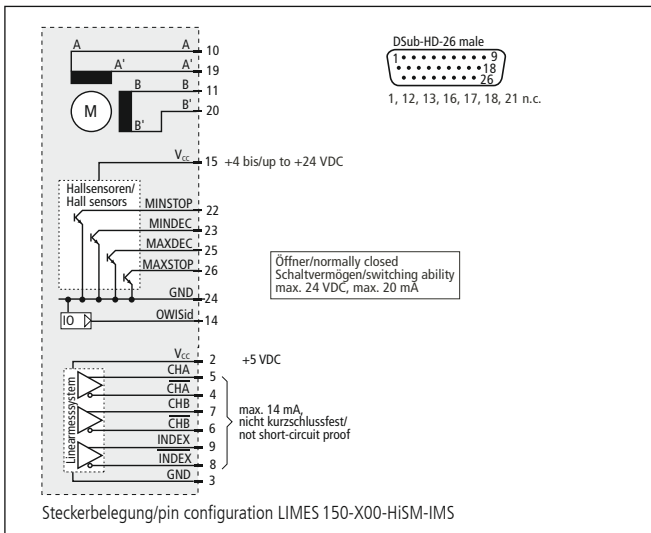 A A 10
A' A' 19
B B 11
B' B' 20
M
DSub-HD-26 male
1 9
18
26
1, 12, 13, 16, 17, 18, 21 n.c.
Vcc 15 +4 bis/up to +24 VDC
Hallsensoren/
Hall sensors
MINSTOP 22
MINDEC 23
MAXDEC 25
MAXSTOP 26
GND 24
IO OWISid 14
Öffner/normally closed
Schaltvermögen/switching ability
max. 24 VDC, max. 20 mA
Vcc 2 +5 VDC
CHA 5
CHA 4
CHB 7
CHB 6
INDEX 9
INDEX 8
GND 3
Linearmesssystem
max. 14 mA,
nicht kurzschlussfest/
not short-circuit proof
Steckerbelegung/pin configuration LIMES 150-X00-HiSM-IMS